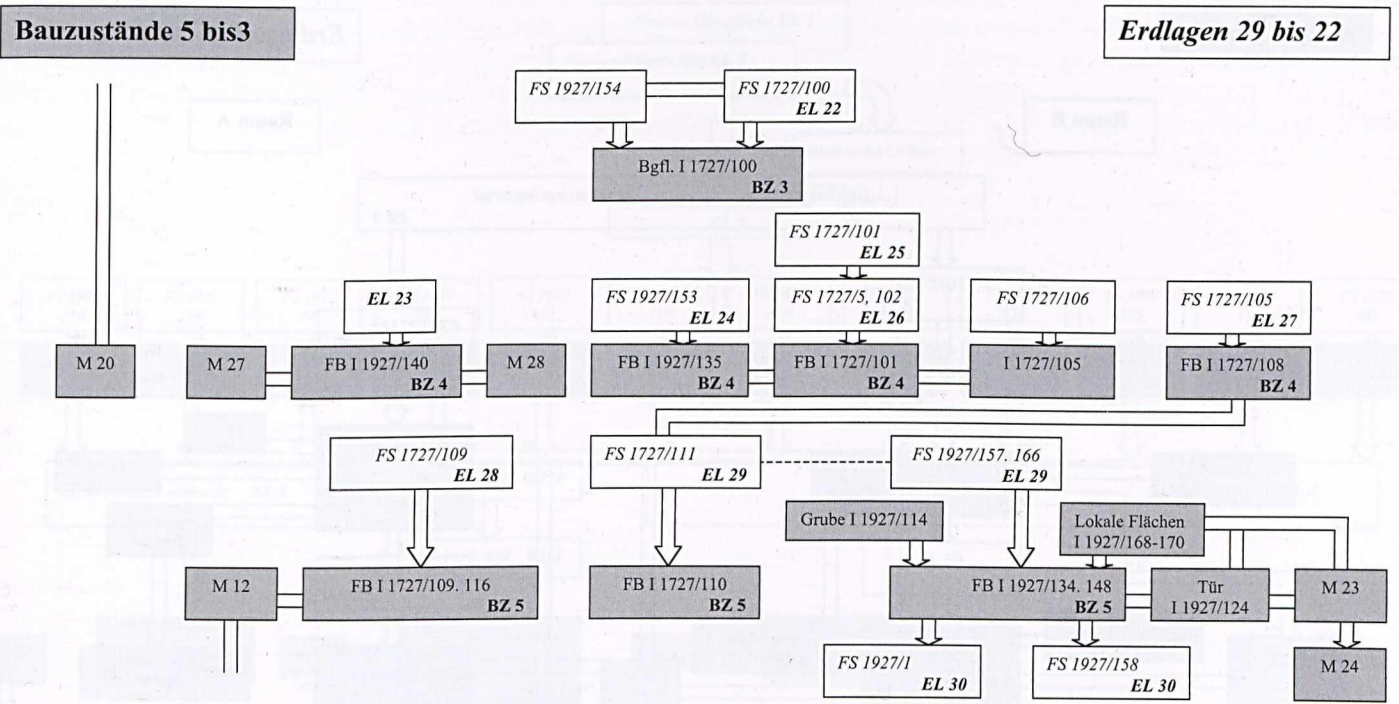 Bauzustände 5 bis3
Erdlagen 29 bis 22
FS 1927/154
FS 1727/100
EL 22
Bgfl. I 1727/100
BZ 3
FS 1727/101
EL 25
EL 23
FS 1927/153
EL 24
FS 1727/5, 102
EL 26
FS 1727/106
FS 1727/105
EL 27
M 20
M 27
FB I 1927/140
BZ 4
M 28
FB I 1927/135
BZ 4
FB I 1727/101
BZ 4
I 1727/105
FB I 1727/108
BZ 4
FS 1727/109
EL 28
FS 1727/111
EL 29
FS 1927/157. 166
EL 29
Grube I 1927/114
Lokale Flächen
I 1927/168-170
M 12
FB I 1727/109. 116
BZ 5
FB I 1727/110
BZ 5
FB I 1927/134. 148
BZ 5
Tür
I 1927/124
M 23
FS 1927/1
EL 30
FS 1927/158
EL 30
M 24